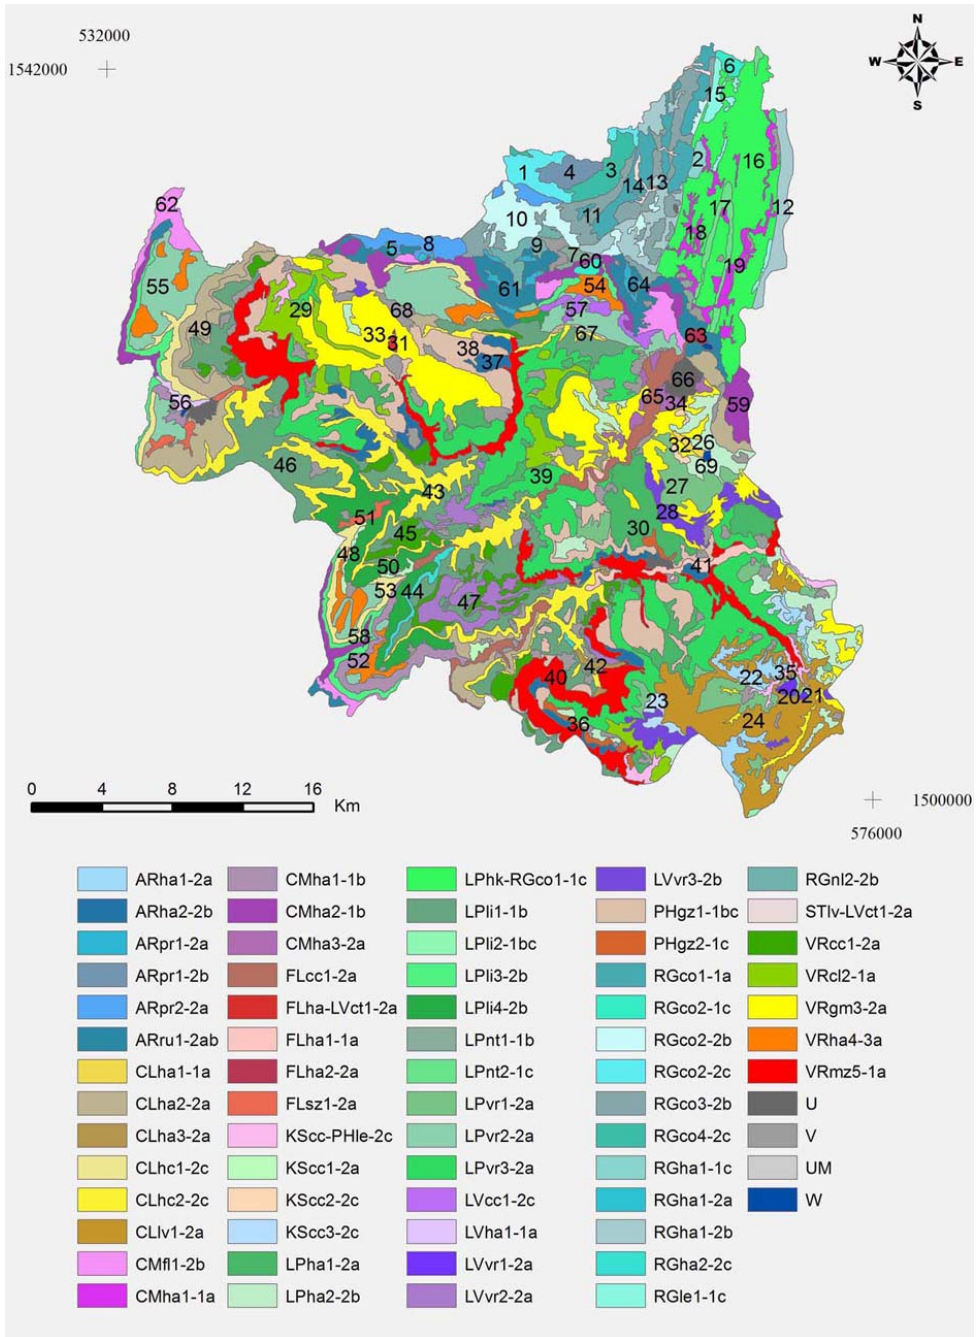 532000
1542000
N
W E
S
6
15
1 4 3 2 16
14 13
62 10 11 17 12
18
5 8 9 7 19
60
55 61 54 64
29 68 57
49 33 31 67 63
38
37 66
56 65 34 59
32 26
69
46 43 39 27
51 28
45 30
48 50 41
53 44
47
58
52 42 22 35
40 20 21
23
36 24
0 4 8 12 16
Km
1500000
576000
ARha1-2a CMha1-1b LPhk-RGco1-1c LVvr3-2b RGnl2-2b
ARha2-2b CMha2-1b LPli1-1b PHgz1-1bc STlv-LVct1-2a
ARpr1-2a CMha3-2a LPli2-1bc PHgz2-1c VRcc1-2a
ARpr1-2b FLcc1-2a LPli3-2b RGco1-1a VRcl2-1a
ARpr2-2a FLha-LVct1-2a LPli4-2b RGco2-1c VRgm3-2a
ARru1-2ab FLha1-1a LPnt1-1b RGco2-2b VRha4-3a
CLha1-1a FLha2-2a LPnt2-1c RGco2-2c VRmz5-1a
CLha2-2a FLsz1-2a LPvr1-2a RGco3-2b U
CLha3-2a KScc-PHle-2c LPvr2-2a RGco4-2c V
CLhc1-2c KScc1-2a LPvr3-2a RGha1-1c UM
CLhc2-2c KScc2-2c LVcc1-2c RGha1-2a W
CLlv1-2a KScc3-2c LVha1-1a RGha1-2b
CMfl1-2b LPha1-2a LVvr1-2a RGha2-2c
CMha1-1a LPha2-2b LVvr2-2a RGle1-1c